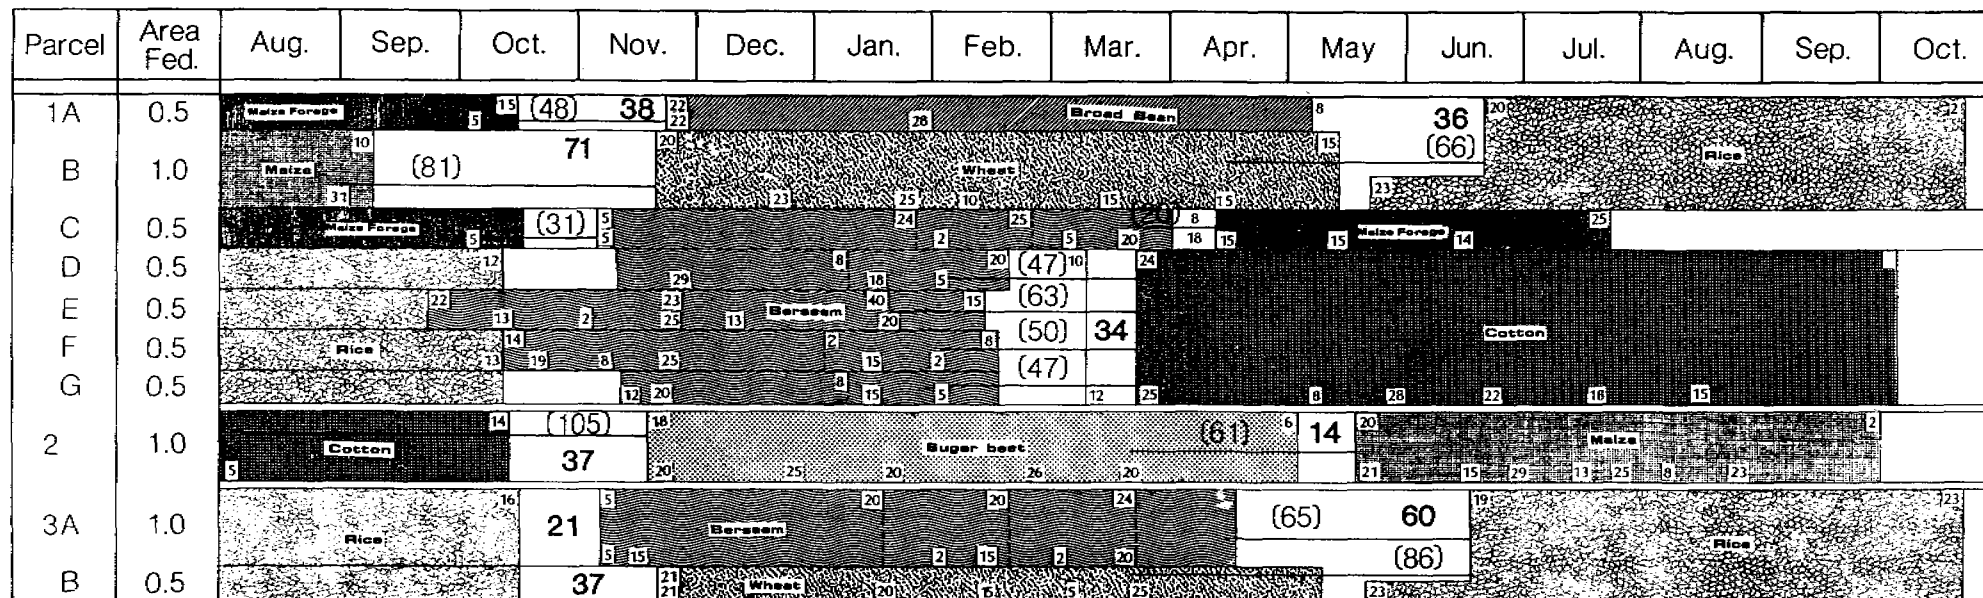 Parcel Area Fed. Aug. Sep. Oct. Nov. Dec. Jan. Feb. Mar. Apr. May Jun. Jul. Aug. Sep. Oct.
1A 0.5 Maize Forage 5 15 (48) 38 22 22 28 Broad Bean 8 36 20
B 1.0 Maize 10 31 (81) 71 20 23 25 Wheat 10 15 15 15 (66) 23 Rice
C 0.5 Maize Forage 5 (31) 5 5 24 2 25 5 20 8 18 15 15 Maize Forage 14 25
D 0.5 12 29 8 18 5 20 (47) 10 24
E 0.5 22 13 2 23 25 13 Berseem 40 20 15 (63)
F 0.5 Rice 13 14 19 8 25 2 15 2 8 (50) 34 Cotton
G 0.5 12 20 8 15 5 (47) 12 25 8 28 22 18 15
2 1.0 5 Cotton 14 (105) 37 18 20 25 20 Suger beet 26 20 (61) 6 14 20 21 15 29 13 Maize 25 8 23 2
3A 1.0 Rice 16 21 5 5 15 Berseem 20 2 20 15 2 24 20 (65) 60 (86) 19 Rice 23
B 0.5 37 21 21 Wheat 20 15 5 25 23